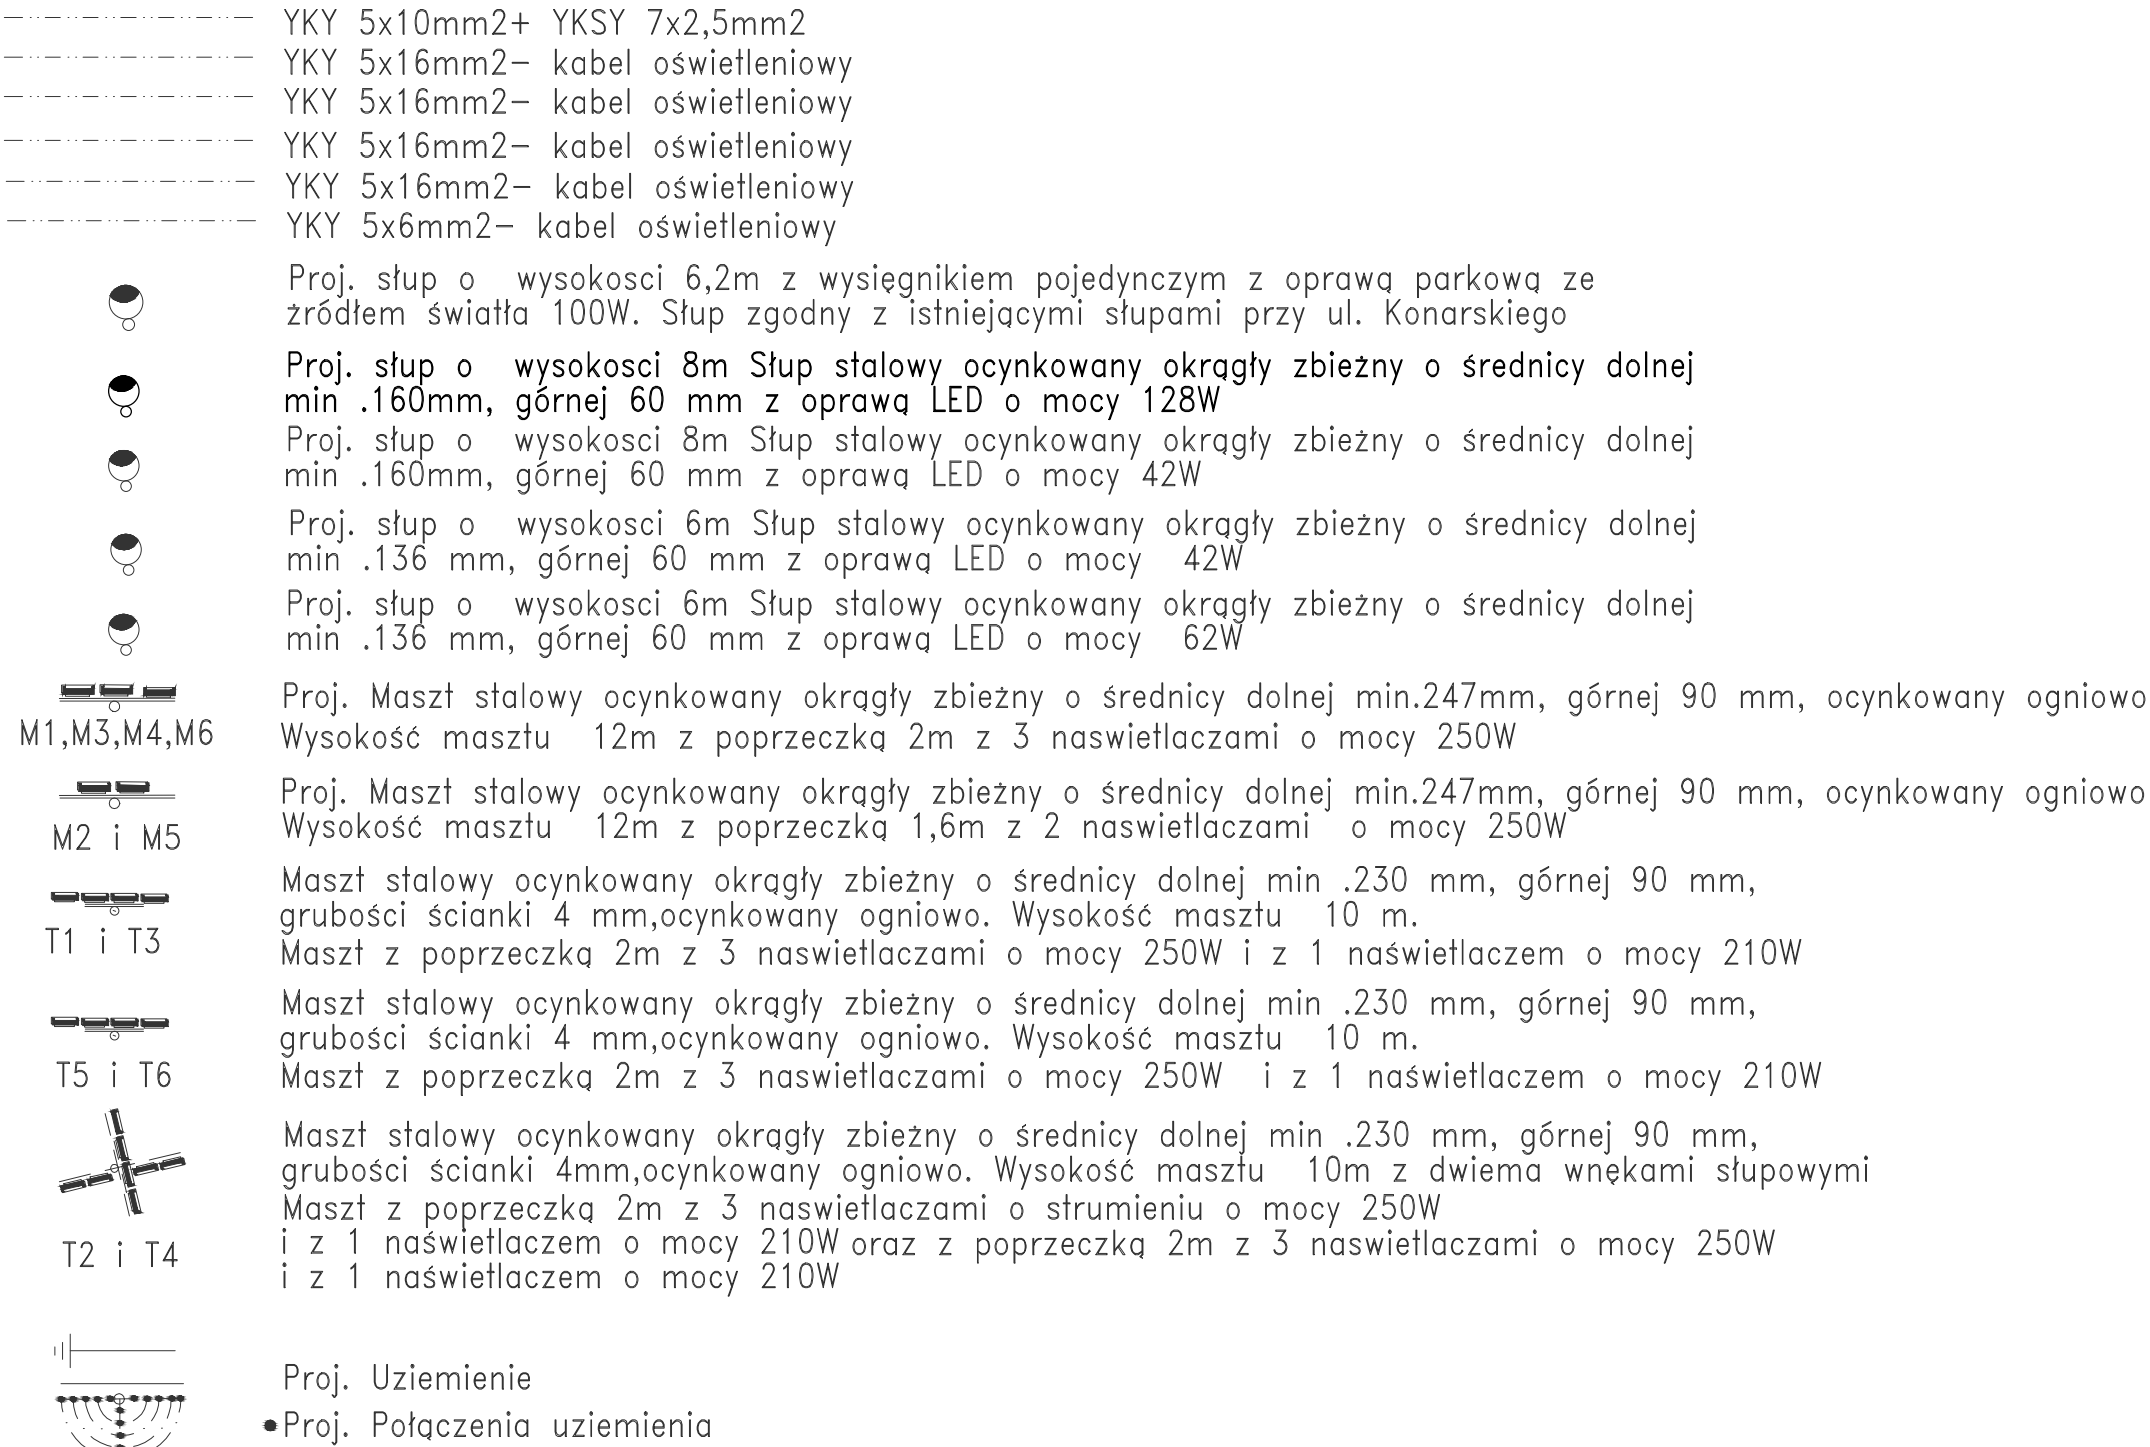 YKY 5x10mm2+ YKSY 7x2,5mm2
YKY 5x16mm2- kabel oświetleniowy
YKY 5x16mm2- kabel oświetleniowy
YKY 5x16mm2- kabel oświetleniowy
YKY 5x16mm2- kabel oświetleniowy
YKY 5x6mm2- kabel oświetleniowy
Proj. słup o wysokosci 6,2m z wysięgnikiem pojedynczym z oprawą parkową ze
żródłem światła 100W. Słup zgodny z istniejącymi słupami przy ul. Konarskiego
Proj. słup o wysokosci 8m Słup stalowy ocynkowany okrągły zbieżny o średnicy dolnej
min .160mm, górnej 60 mm z oprawą LED o mocy 128W
Proj. słup o wysokosci 8m Słup stalowy ocynkowany okrągły zbieżny o średnicy dolnej
min .160mm, górnej 60 mm z oprawą LED o mocy 42W
Proj. słup o wysokosci 6m Słup stalowy ocynkowany okrągły zbieżny o średnicy dolnej
min .136 mm, górnej 60 mm z oprawą LED o mocy 42W
Proj. słup o wysokosci 6m Słup stalowy ocynkowany okrągły zbieżny o średnicy dolnej
min .136 mm, górnej 60 mm z oprawą LED o mocy 62W
Proj. Maszt stalowy ocynkowany okrągły zbieżny o średnicy dolnej min.247mm, górnej 90 mm, ocynkowany ogniowo
M1,M3,M4,M6 Wysokość masztu 12m z poprzeczką 2m z 3 naswietlaczami o mocy 250W
Proj. Maszt stalowy ocynkowany okrągły zbieżny o średnicy dolnej min.247mm, górnej 90 mm, ocynkowany ogniowo
M2 i M5 Wysokość masztu 12m z poprzeczką 1,6m z 2 naswietlaczami o mocy 250W
Maszt stalowy ocynkowany okrągły zbieżny o średnicy dolnej min .230 mm, górnej 90 mm,
grubości ścianki 4 mm,ocynkowany ogniowo. Wysokość masztu 10 m.
T1 i T3 Maszt z poprzeczką 2m z 3 naswietlaczami o mocy 250W i z 1 naświetlaczem o mocy 210W
Maszt stalowy ocynkowany okrągły zbieżny o średnicy dolnej min .230 mm, górnej 90 mm,
grubości ścianki 4 mm,ocynkowany ogniowo. Wysokość masztu 10 m.
T5 i T6 Maszt z poprzeczką 2m z 3 naswietlaczami o mocy 250W i z 1 naświetlaczem o mocy 210W
Maszt stalowy ocynkowany okrągły zbieżny o średnicy dolnej min .230 mm, górnej 90 mm,
grubości ścianki 4mm,ocynkowany ogniowo. Wysokość masztu 10m z dwiema wnękami słupowymi
Maszt z poprzeczką 2m z 3 naswietlaczami o strumieniu o mocy 250W
T2 i T4 i z 1 naświetlaczem o mocy 210W oraz z poprzeczką 2m z 3 naswietlaczami o mocy 250W
i z 1 naświetlaczem o mocy 210W
Proj. Uziemienie
Proj. Połączenia uziemienia